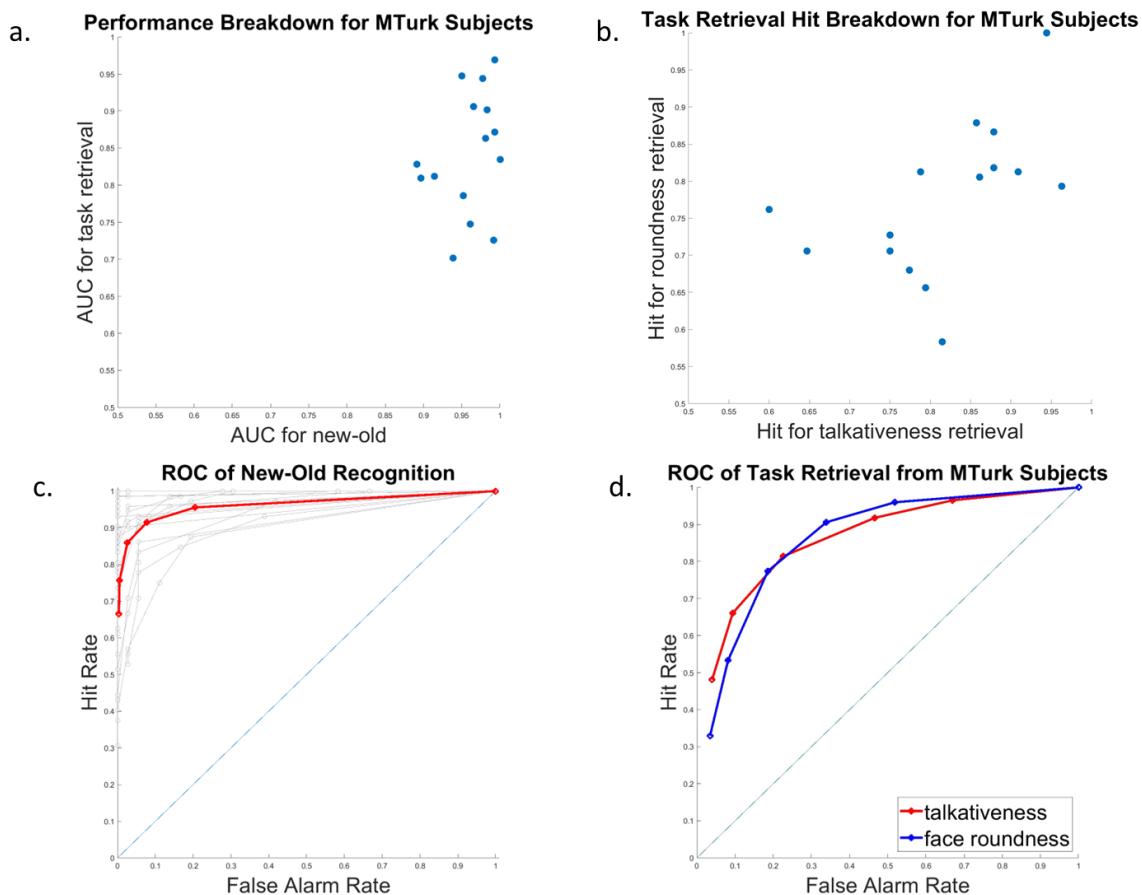 a.
Performance Breakdown for MTurk Subjects
1
0.95
0.9
0.85
0.8
0.75
0.7
0.65
0.6
0.55
0.5
AUC for task retrieval
0.5 0.55 0.6 0.65 0.7 0.75 0.8 0.85 0.9 0.95 1
AUC for new-old
b.
Task Retrieval Hit Breakdown for MTurk Subjects
1
0.9
0.8
0.7
0.6
0.5
Hit for roundness retrieval
0.5 0.55 0.6 0.65 0.7 0.75 0.8 0.85 0.9 0.95 1
Hit for talkativeness retrieval
c.
ROC of New-Old Recognition
1
0.9
0.8
0.7
0.6
0.5
0.4
0.3
0.2
0.1
0
Hit Rate
0 0.1 0.2 0.3 0.4 0.5 0.6 0.7 0.8 0.9 1
False Alarm Rate
d.
ROC of Task Retrieval from MTurk Subjects
1
0.9
0.8
0.7
0.6
0.5
0.4
0.3
0.2
0.1
0
Hit Rate
0 0.1 0.2 0.3 0.4 0.5 0.6 0.7 0.8 0.9 1
False Alarm Rate
talkativeness
face roundness